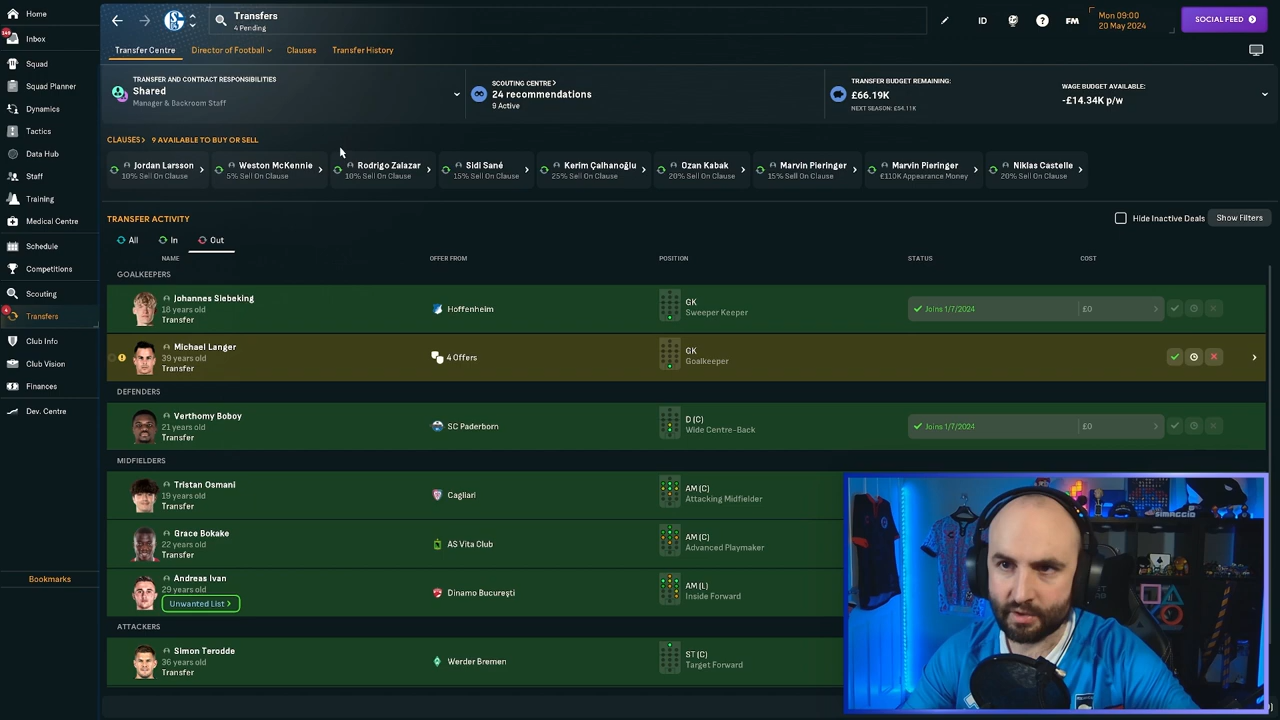 Home
Transfers
4 Pending
ID
FM
Mon 09:00
20 May 2024
SOCIAL FEED
149
Inbox
Squad
Squad Planner
Dynamics
Tactics
Data Hub
Staff
Training
Medical Centre
Schedule
Competitions
Scouting
4
Transfers
Club Info
Club Vision
Finances
Dev. Centre
Bookmarks
Transfer Centre
Director of Football
Clauses
Transfer History
TRANSFER AND CONTRACT RESPONSIBILITIES
Shared
Manager & Backroom Staff
SCOUTING CENTRE >
24 recommendations
9 Active
TRANSFER BUDGET REMAINING:
£66.19K
NEXT SEASON: £54.11K
WAGE BUDGET AVAILABLE:
-£14.34K p/w
CLAUSES > 9 AVAILABLE TO BUY OR SELL
Jordan Larsson
10% Sell On Clause
Weston McKennie
5% Sell On Clause
Rodrigo Zalazar
10% Sell On Clause
Sidi Sané
15% Sell On Clause
Kerim Çalhanoğlu
25% Sell On Clause
Ozan Kabak
20% Sell On Clause
Marvin Pieringer
15% Sell On Clause
Marvin Pieringer
£110K Appearance Money
Niklas Castelle
20% Sell On Clause
TRANSFER ACTIVITY
Hide Inactive Deals
Show Filters
All
In
Out
NAME OFFER FROM POSITION STATUS COST
GOALKEEPERS
Johannes Siebeking
18 years old
Transfer
Hoffenheim
GK
Sweeper Keeper
Joins 1/7/2024
£0
Michael Langer
39 years old
Transfer
4 Offers
GK
Goalkeeper
DEFENDERS
Verthomy Boboy
21 years old
Transfer
SC Paderborn
D (C)
Wide Centre-Back
Joins 1/7/2024
£0
MIDFIELDERS
Tristan Osmani
19 years old
Transfer
Cagliari
AM (C)
Attacking Midfielder
Grace Bokake
22 years old
Transfer
AS Vita Club
AM (C)
Advanced Playmaker
Andreas Ivan
29 years old
Unwanted List >
Dinamo Bucureşti
AM (L)
Inside Forward
ATTACKERS
Simon Terodde
36 years old
Transfer
Werder Bremen
ST (C)
Target Forward
SIMACCIO